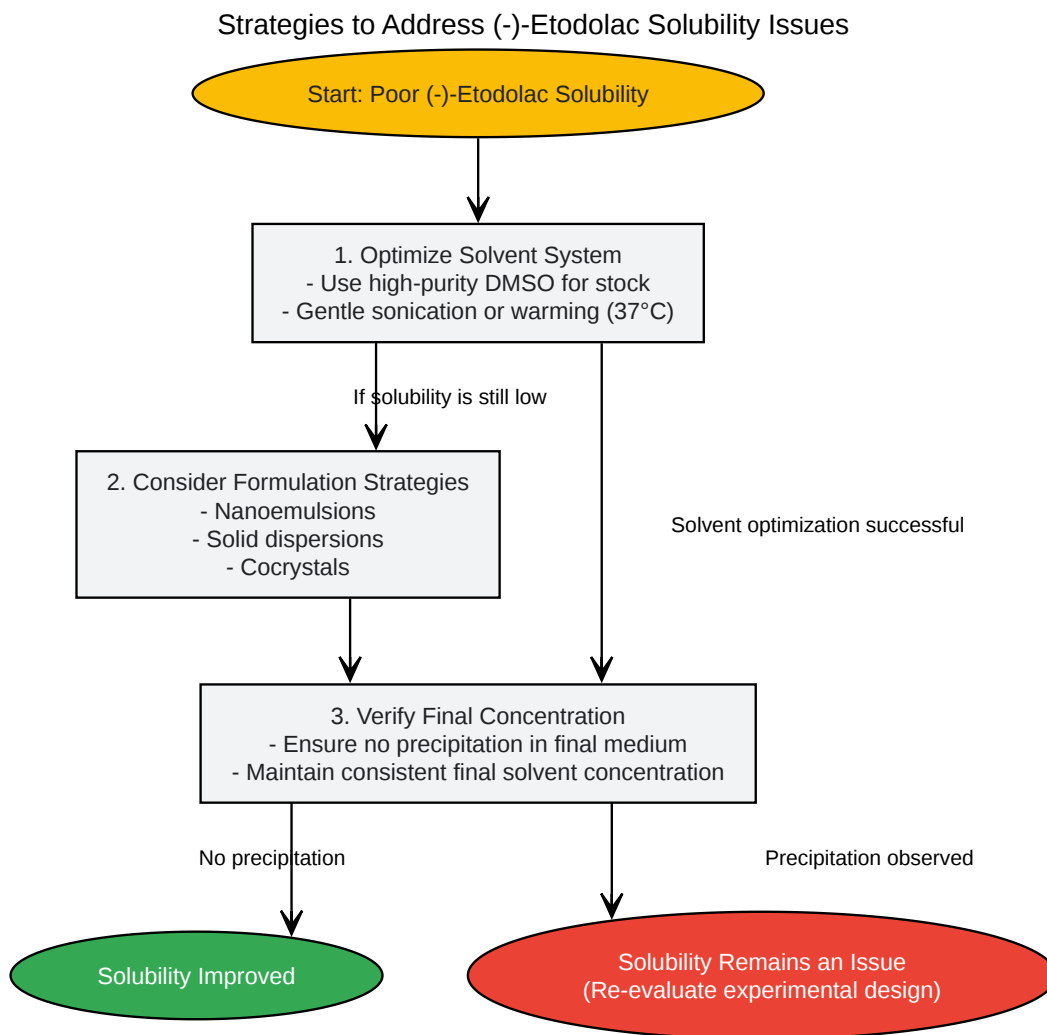 Strategies to Address (-)-Etodolac Solubility Issues
Start: Poor (-)-Etodolac Solubility
1. Optimize Solvent System
- Use high-purity DMSO for stock
- Gentle sonication or warming (37°C)
If solubility is still low
2. Consider Formulation Strategies
- Nanoemulsions
- Solid dispersions
- Cocrystals
Solvent optimization successful
3. Verify Final Concentration
- Ensure no precipitation in final medium
- Maintain consistent final solvent concentration
No precipitation
Precipitation observed
Solubility Improved
Solubility Remains an Issue
(Re-evaluate experimental design)